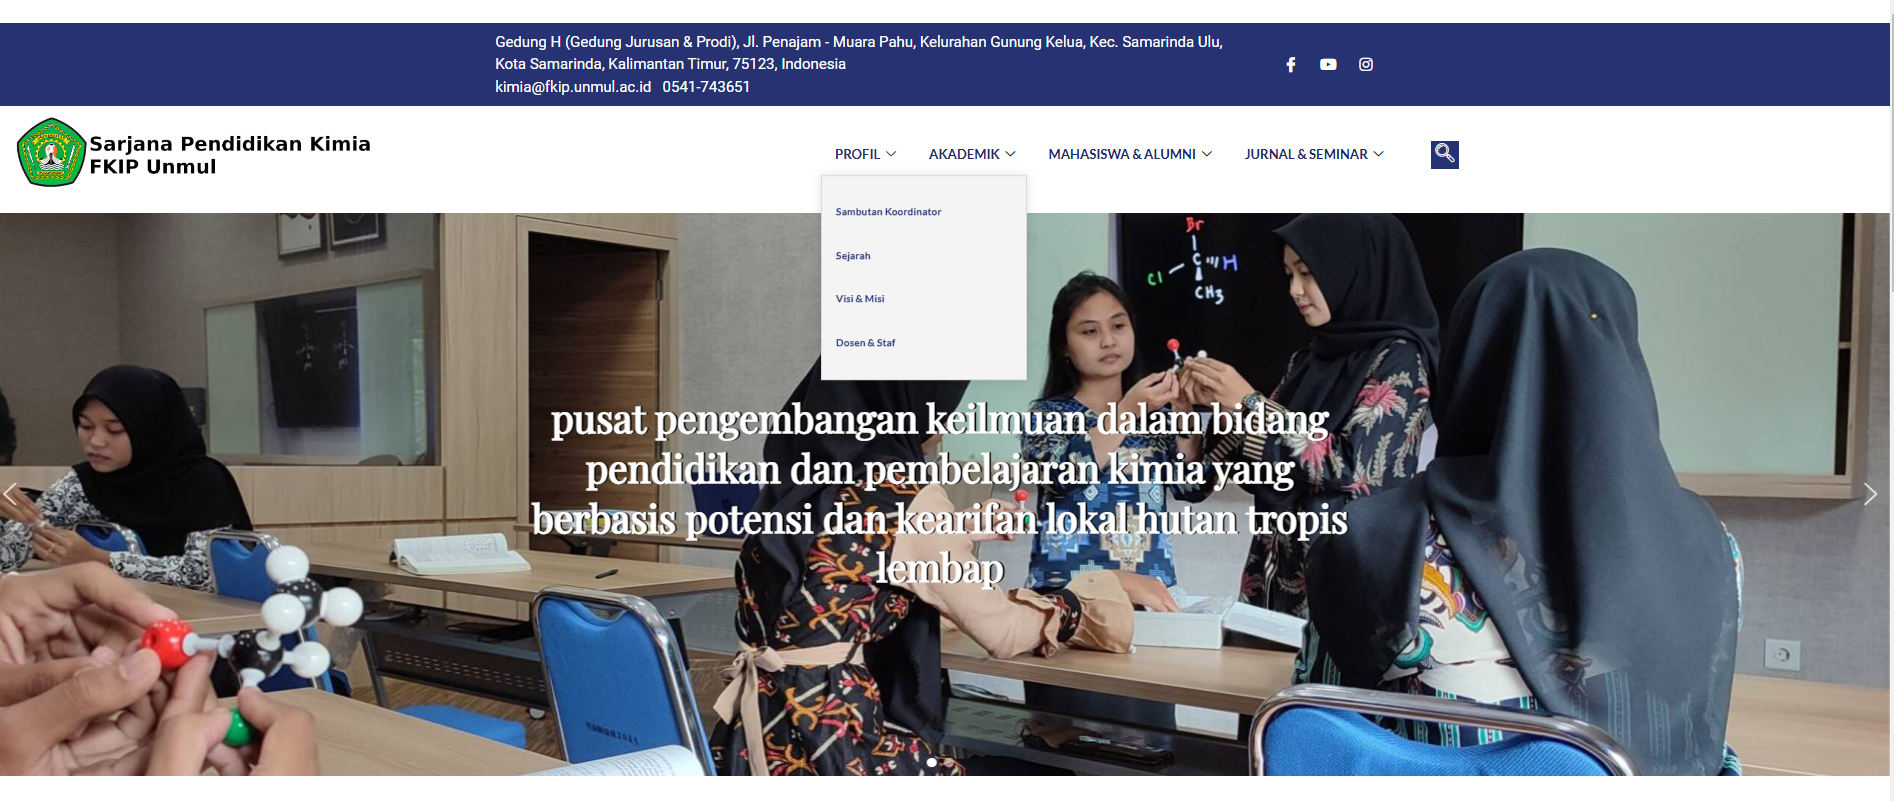 Gedung H (Gedung Jurusan & Prodi), Jl. Penajam - Muara Pahu, Kelurahan Gunung Kelua, Kec. Samarinda Ulu,
Kota Samarinda, Kalimantan Timur, 75123, Indonesia
kimia@fkip.unmul.ac.id 0541-743651
Sarjana Pendidikan Kimia
FKIP Unmul
PROFIL
AKADEMIK
MAHASISWA & ALUMNI
JURNAL & SEMINAR
Sambutan Koordinator
Sejarah
Visi & Misi
Dosen & Staf
Br
Cl
C
H
CH3
pusat pengembangan keilmuan dalam bidang
pendidikan dan pembelajaran kimia yang
berbasis potensi dan kearifan lokal hutan tropis
lembap